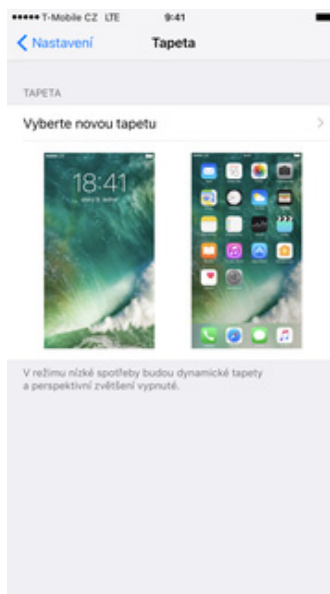 T-Mobile CZ LTE 9:41
Nastavení Tapeta
TAPETA
Vyberte novou tapetu
18:41
V režimu nízké spotřeby budou dynamické tapety
a perspektivní zvětšení vypnuté.